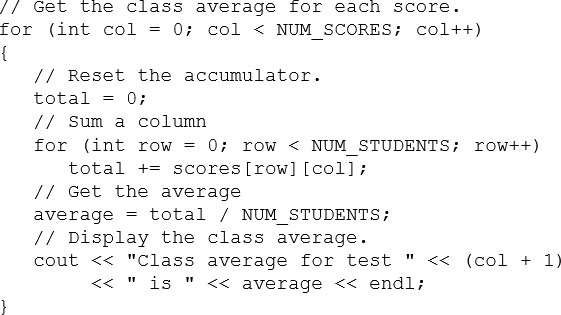 // Get the class average for each score.
for (int col = 0; col < NUM_SCORES; col++)
{
   // Reset the accumulator.
   total = 0;
   // Sum a column
   for (int row = 0; row < NUM_STUDENTS; row++)
      total += scores[row][col];
   // Get the average
   average = total / NUM_STUDENTS;
   // Display the class average.
   cout << "Class average for test " << (col + 1)
        << " is " << average << endl;
}